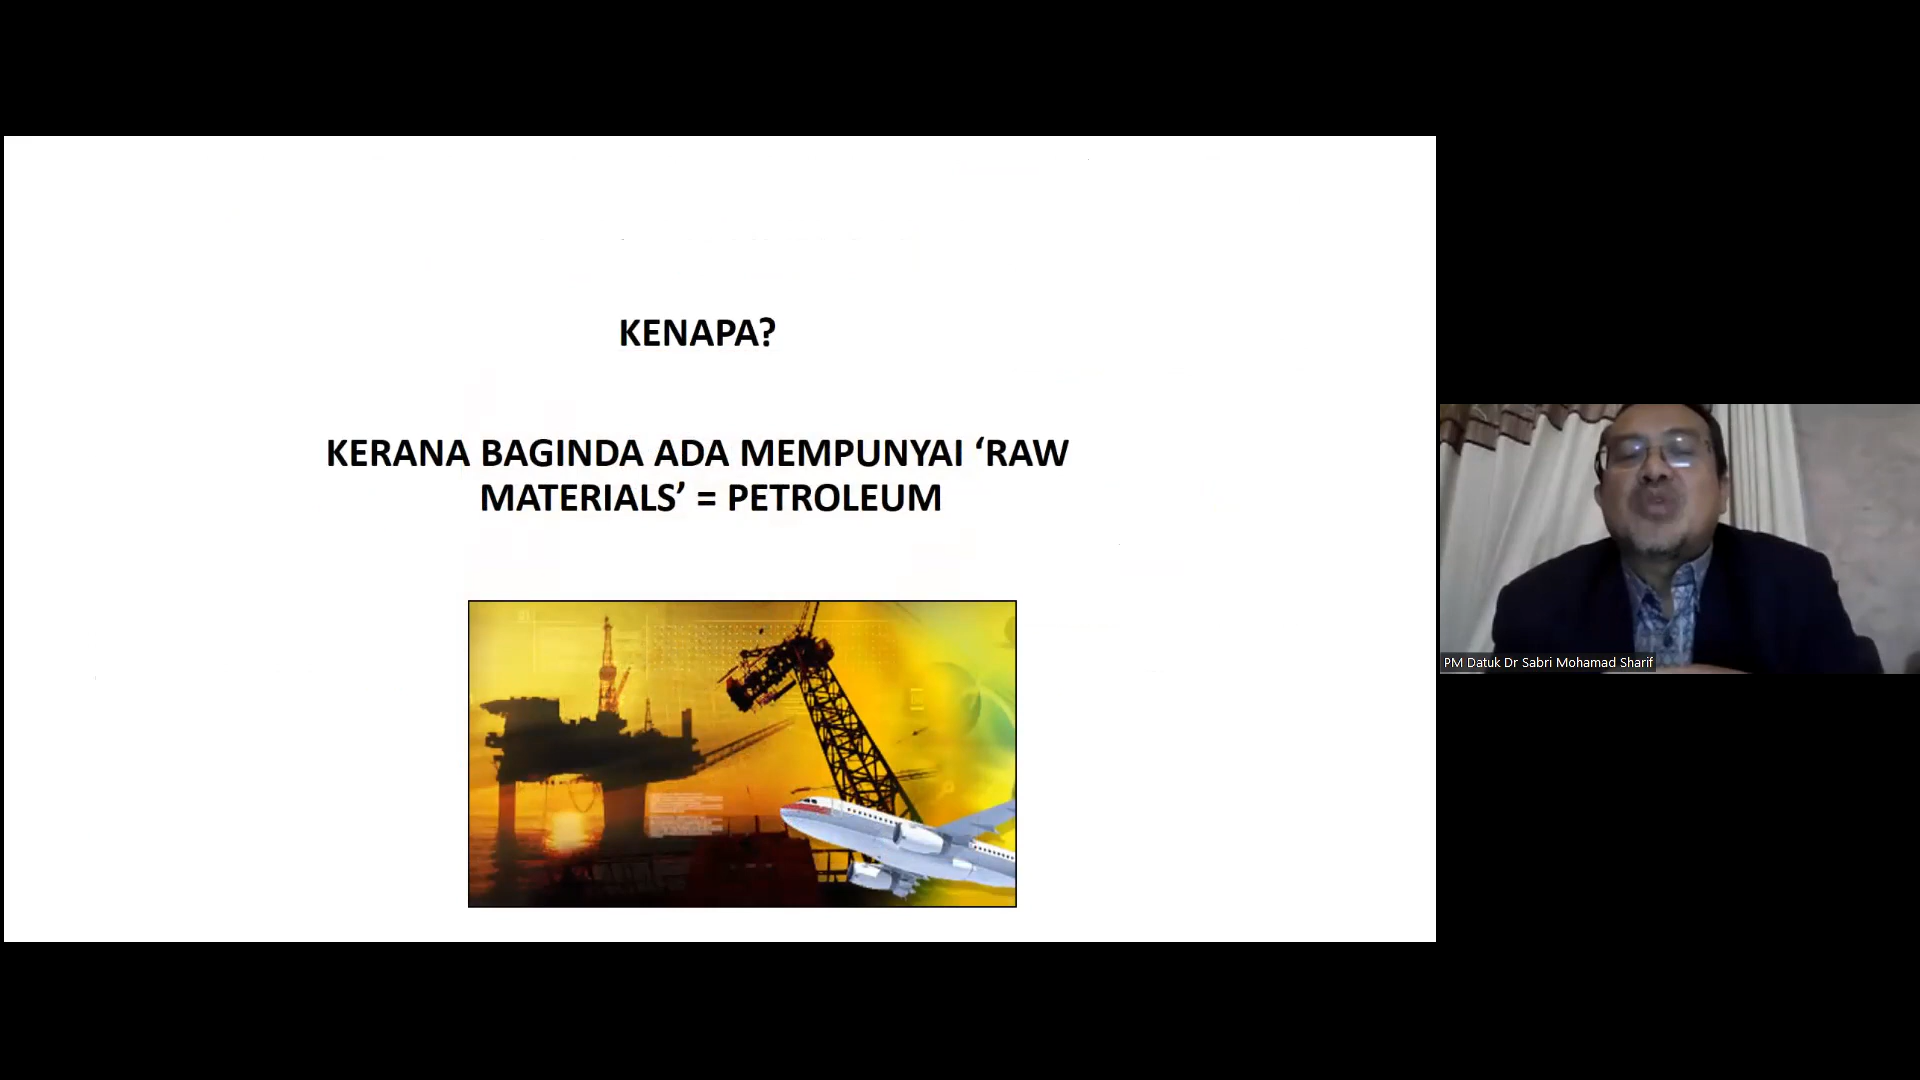 KENAPA?
KERANA BAGINDA ADA MEMPUNYAI ‘RAW
MATERIALS’ = PETROLEUM
PM Datuk Dr Sabri Mohamad Sharif